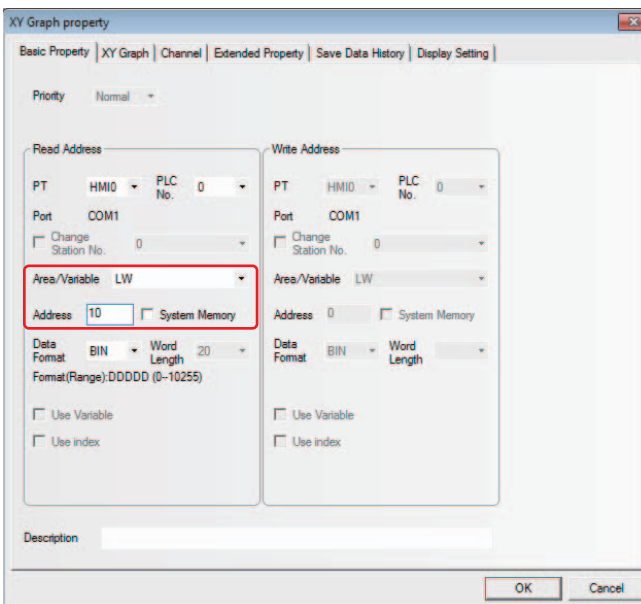 XY Graph property
Basic Property XY Graph Channel Extended Property Save Data History Display Setting
Priority Normal
Read Address
PT HMI0 PLC No. 0
Port COM1
Change Station No. 0
Area/Variable LW
Address 10 System Memory
Data Format BIN Word Length 20
Format(Range):DDDDD (0--10255)
Use Variable
Use index
Write Address
PT HMI0 PLC No. 0
Port COM1
Change Station No. 0
Area/Variable LW
Address 0 System Memory
Data Format BIN Word Length
Use Variable
Use index
Description
OK Cancel